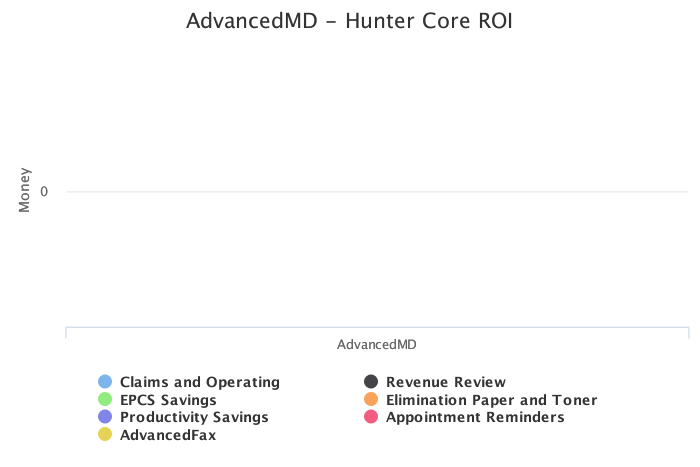 AdvancedMD - Hunter Core ROI
Money
0
AdvancedMD
Claims and Operating
Revenue Review
EPCS Savings
Elimination Paper and Toner
Productivity Savings
Appointment Reminders
AdvancedFax